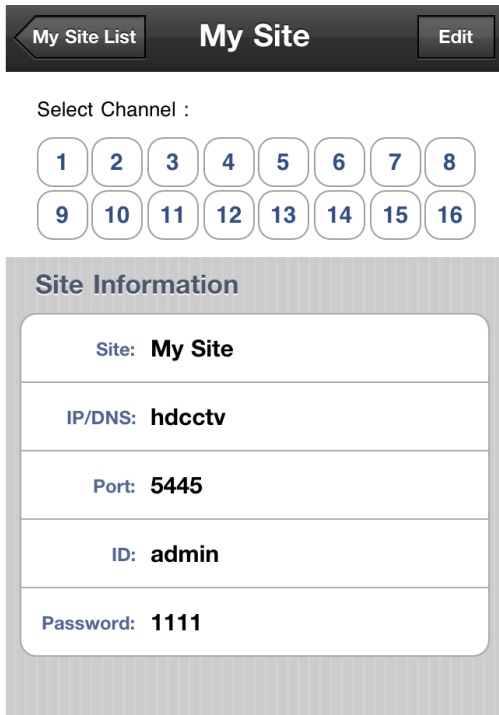 My Site List My Site Edit
Select Channel :
1 2 3 4 5 6 7 8
9 10 11 12 13 14 15 16
Site Information
Site: My Site
IP/DNS: hdcctv
Port: 5445
ID: admin
Password: 1111